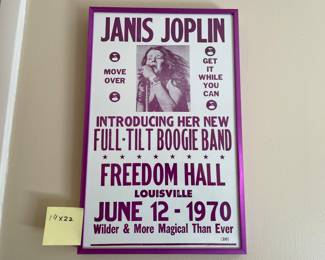 JANIS JOPLIN
MOVE
OVER
GET
IT
WHILE
YOU
CAN
INTRODUCING HER NEW
FULL-TILT BOOGIE BAND
FREEDOM HALL
LOUISVILLE
JUNE 12-1970
Wilder & More Magical Than Ever
14x22